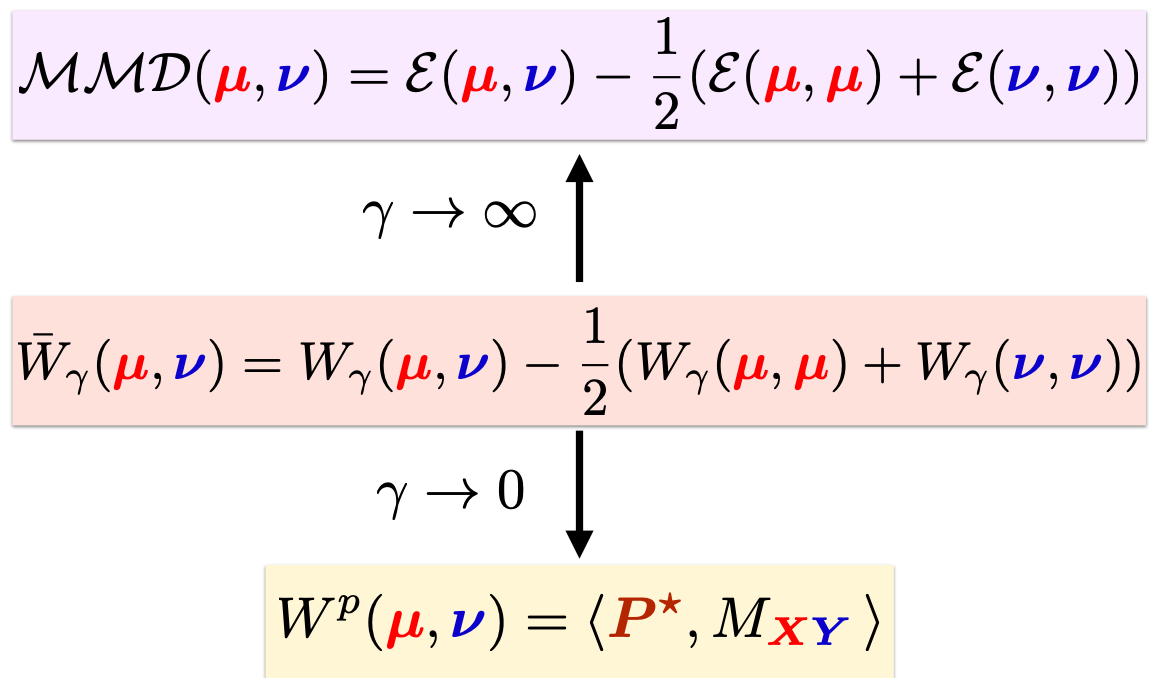 𝓜𝓜𝓓(μ, ν) = 𝓔(μ, ν) − 1/2(𝓔(μ, μ) + 𝓔(ν, ν))
γ → ∞
W̄_γ(μ, ν) = W_γ(μ, ν) − 1/2(W_γ(μ, μ) + W_γ(ν, ν))
γ → 0
W^p(μ, ν) = ⟨P^⋆, M_XY⟩